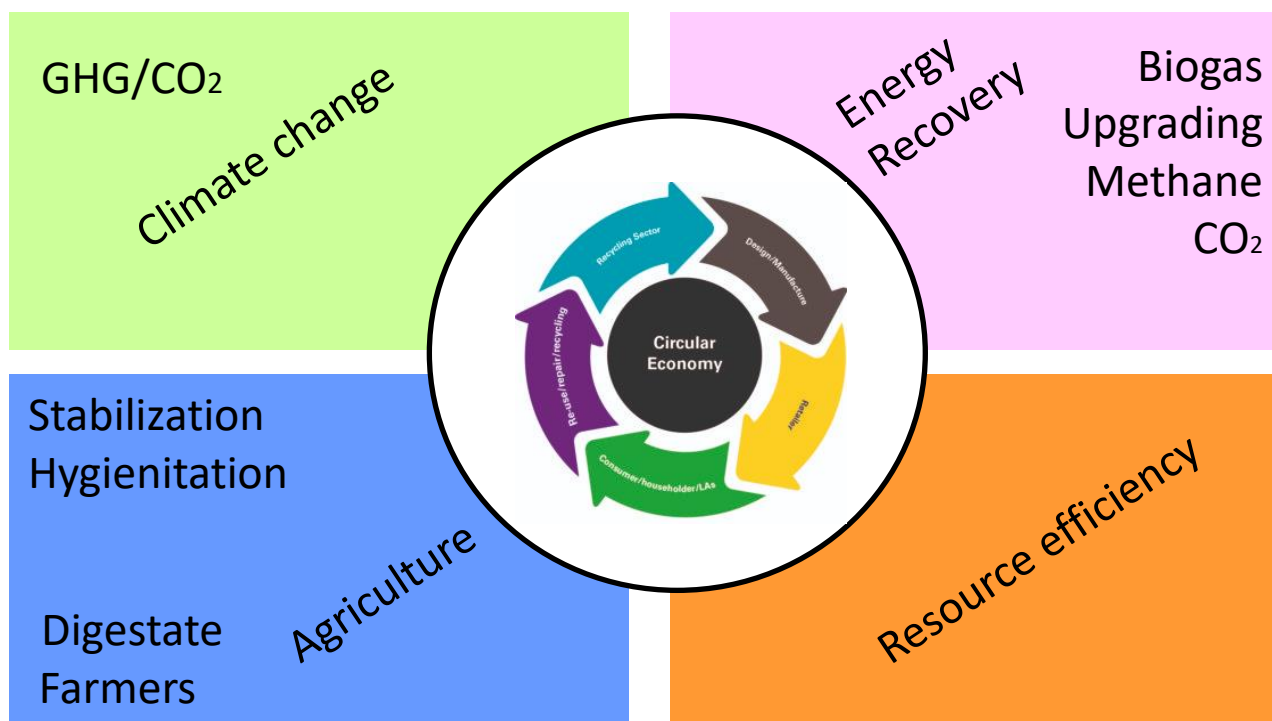 GHG/CO2
Climate change
Energy
Recovery
Biogas
Upgrading
Methane
CO2
Recycling Sector
Design/Manufacture
Retailer
Consumer/householder/LAs
Re-use/repair/recycling
Circular
Economy
Stabilization
Hygienitation
Agriculture
Digestate
Farmers
Resource efficiency